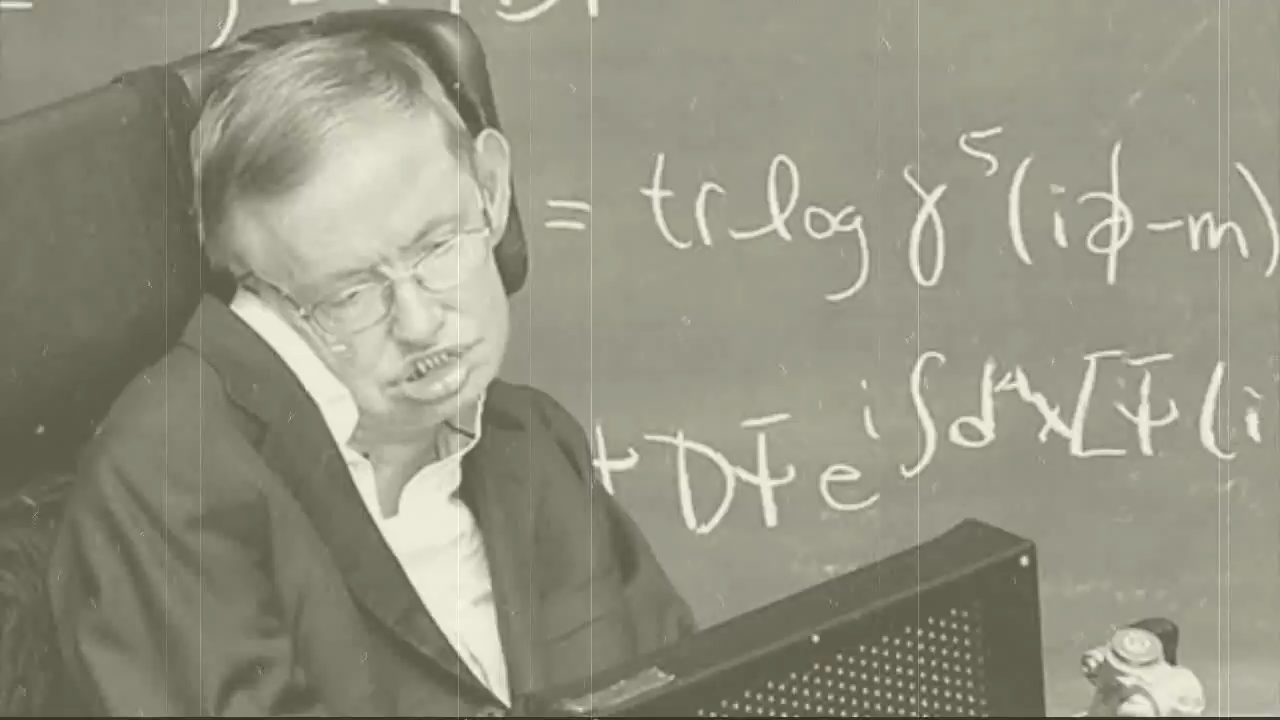 = tr log γ⁵(i∂̸-m)
DΨ̄ e^{i∫d⁴x[Ψ̄(i